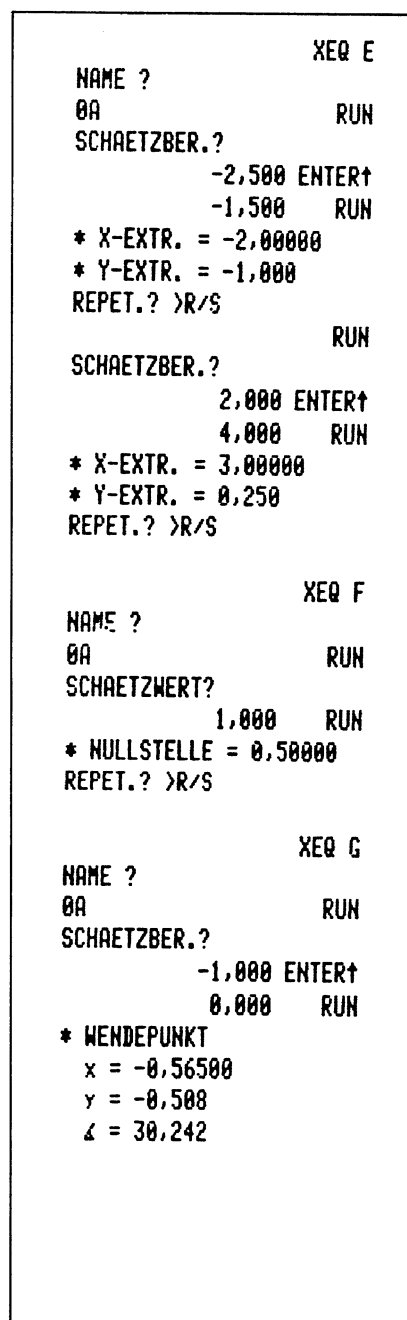 XEQ E
NAME ?
0A RUN
SCHAETZBER.?
-2,500 ENTER↑
-1,500 RUN
* X-EXTR. = -2,00000
* Y-EXTR. = -1,000
REPET.? >R/S
RUN
SCHAETZBER.?
2,000 ENTER↑
4,000 RUN
* X-EXTR. = 3,00000
* Y-EXTR. = 0,250
REPET.? >R/S
XEQ F
NAME ?
0A RUN
SCHAETZWERT?
1,000 RUN
* NULLSTELLE = 0,50000
REPET.? >R/S
XEQ G
NAME ?
0A RUN
SCHAETZBER.?
-1,000 ENTER↑
0,000 RUN
* WENDEPUNKT
x = -0,56500
y = -0,508
∡ = 30,242